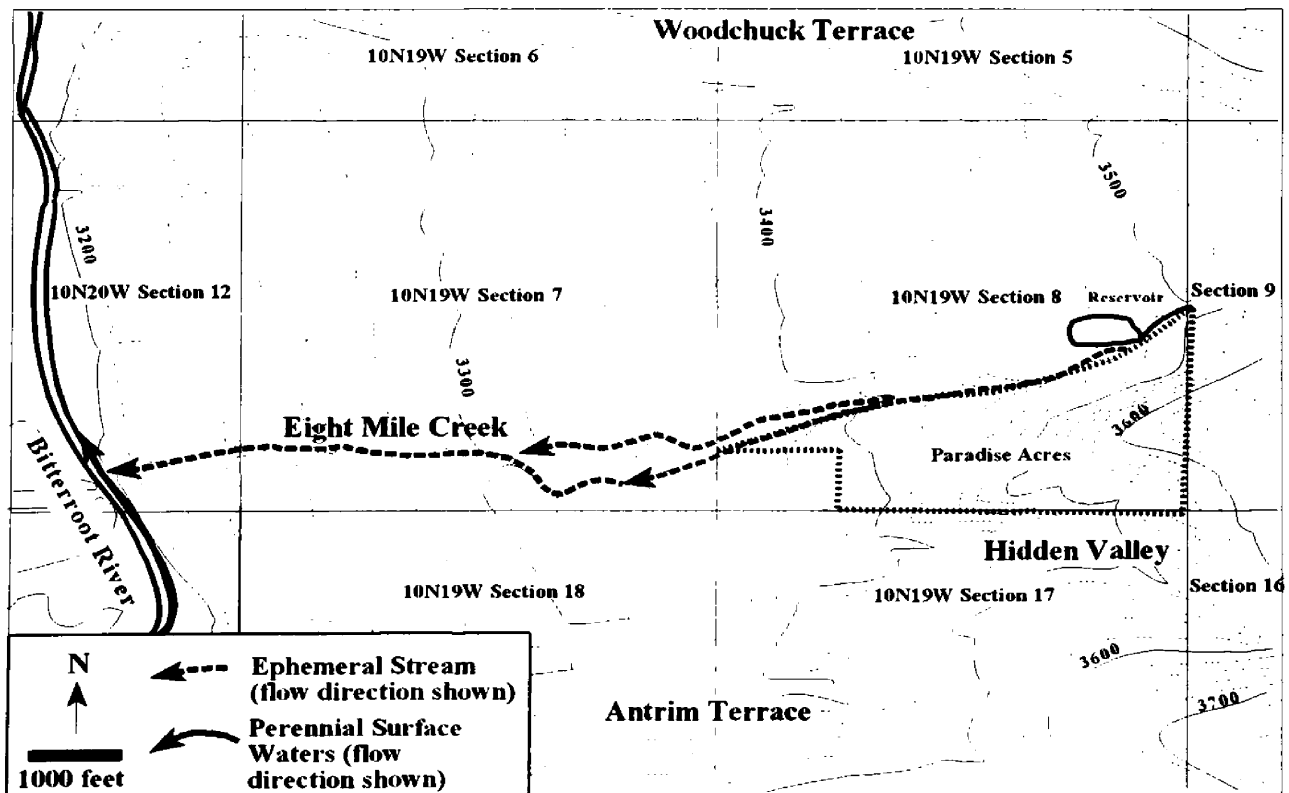 Woodchuck Terrace
10N19W Section 6
10N19W Section 5
3500
3400
3200
10N20W Section 12
10N19W Section 7
10N19W Section 8
Reservoir
Section 9
3300
Eight Mile Creek
3600
Paradise Acres
Bitterroot River
Hidden Valley
10N19W Section 18
10N19W Section 17
Section 16
3600
3700
Antrim Terrace
N
Ephemeral Stream
(flow direction shown)
Perennial Surface
Waters (flow
direction shown)
1000 feet